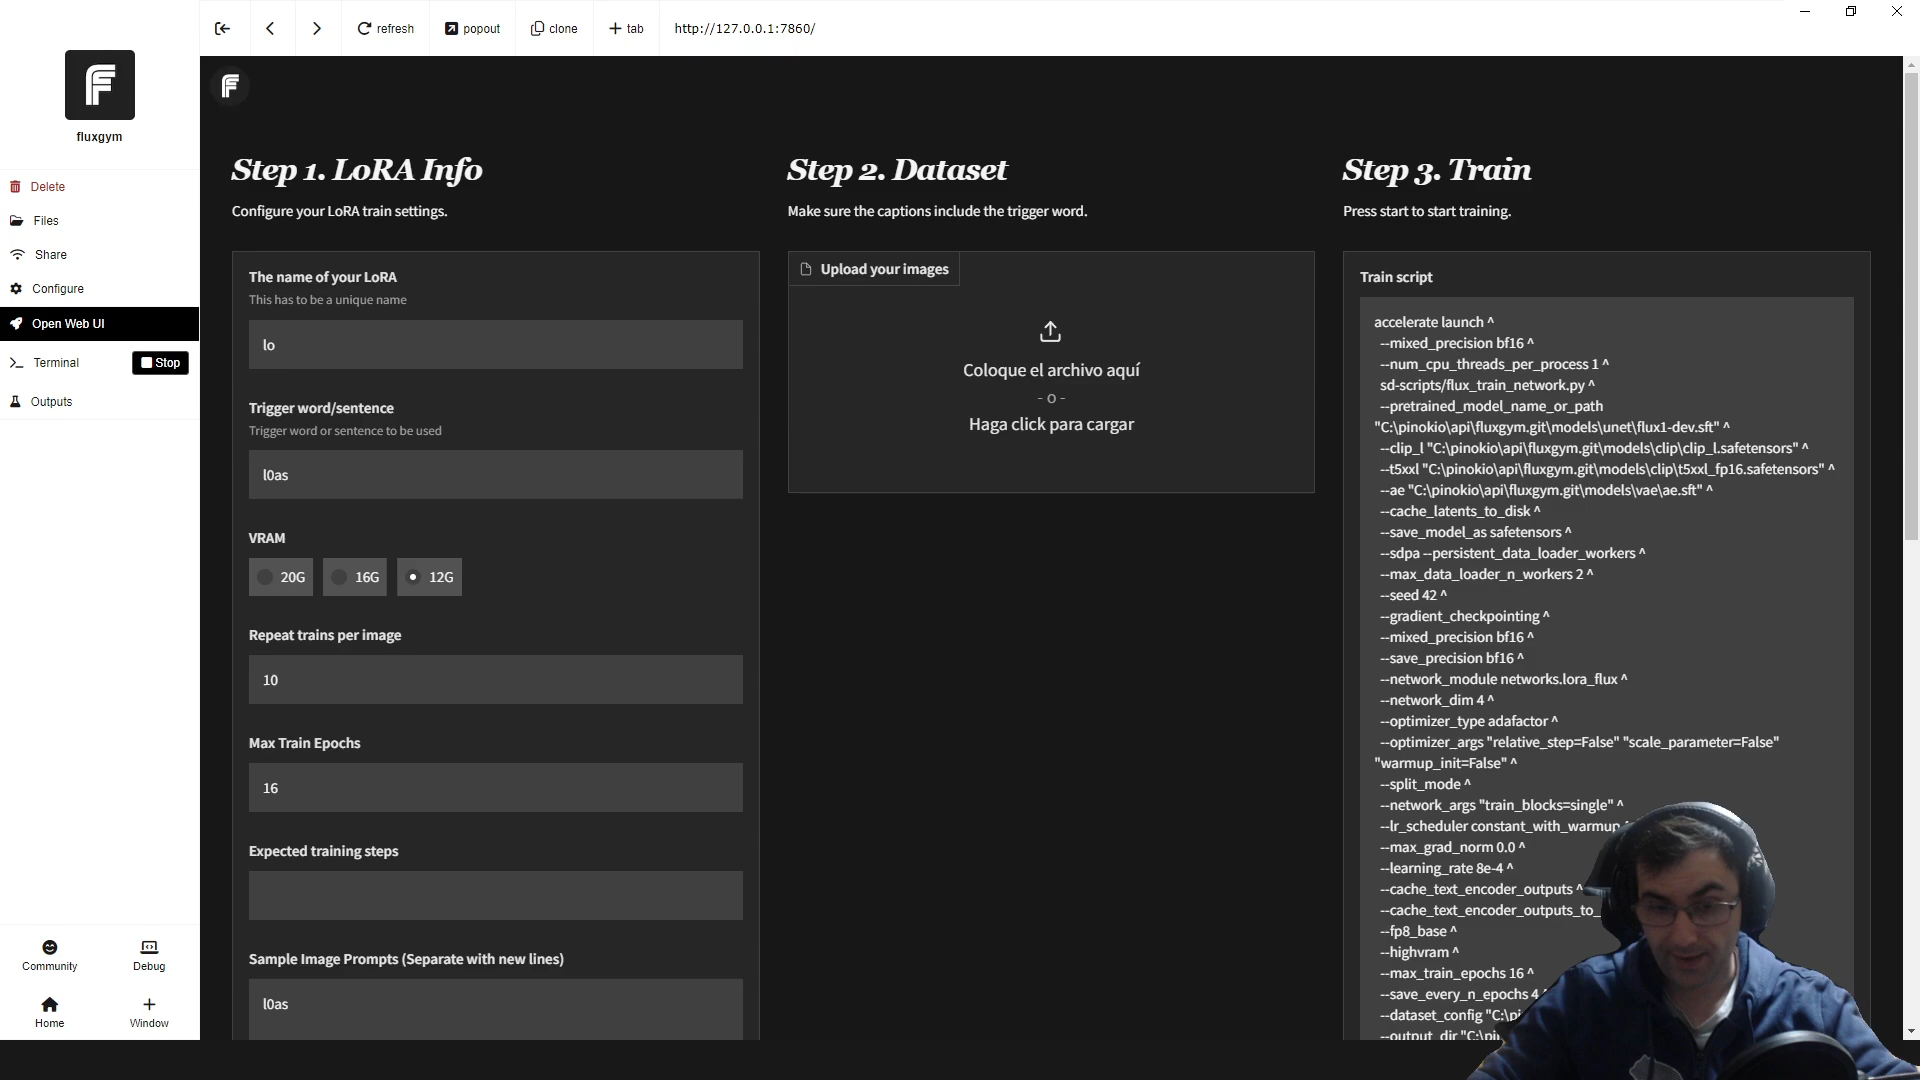 refresh
popout
clone
tab
http://127.0.0.1:7860/
fluxgym
Delete
Files
Share
Configure
Open Web UI
Terminal
Stop
Outputs
Community
Debug
Home
Window
Step 1. LoRA Info
Configure your LoRA train settings.
The name of your LoRA
This has to be a unique name
lo
Trigger word/sentence
Trigger word or sentence to be used
l0as
VRAM
20G
16G
12G
Repeat trains per image
10
Max Train Epochs
16
Expected training steps
Sample Image Prompts (Separate with new lines)
l0as
Step 2. Dataset
Make sure the captions include the trigger word.
Upload your images
Coloque el archivo aquí
- o -
Haga click para cargar
Step 3. Train
Press start to start training.
Train script
accelerate launch ^
--mixed_precision bf16 ^
--num_cpu_threads_per_process 1 ^
sd-scripts/flux_train_network.py ^
--pretrained_model_name_or_path
"C:\pinokio\api\fluxgym.git\models\unet\flux1-dev.sft" ^
--clip_l "C:\pinokio\api\fluxgym.git\models\clip\clip_l.safetensors" ^
--t5xxl "C:\pinokio\api\fluxgym.git\models\clip\t5xxl_fp16.safetensors" ^
--ae "C:\pinokio\api\fluxgym.git\models\vae\ae.sft" ^
--cache_latents_to_disk ^
--save_model_as safetensors ^
--sdpa --persistent_data_loader_workers ^
--max_data_loader_n_workers 2 ^
--seed 42 ^
--gradient_checkpointing ^
--mixed_precision bf16 ^
--save_precision bf16 ^
--network_module networks.lora_flux ^
--network_dim 4 ^
--optimizer_type adafactor ^
--optimizer_args "relative_step=False" "scale_parameter=False"
"warmup_init=False" ^
--split_mode ^
--network_args "train_blocks=single" ^
--lr_scheduler constant_with_warmup
--max_grad_norm 0.0 ^
--learning_rate 8e-4 ^
--cache_text_encoder_outputs ^
--cache_text_encoder_outputs_to_
--fp8_base ^
--highvram ^
--max_train_epochs 16 ^
--save_every_n_epochs 4 ^
--dataset_config "C:\pi
--output_dir "C:\pi